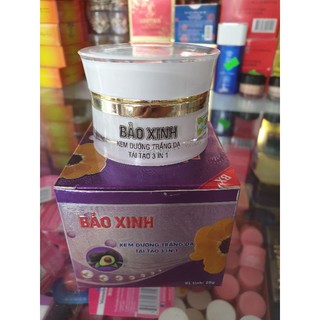 BẢO XINH
KEM DƯỠNG TRẮNG DA
TÁI TẠO 3 IN 1
BẢO XINH
KEM DƯỠNG TRẮNG DA
TÁI TẠO 3 IN 1